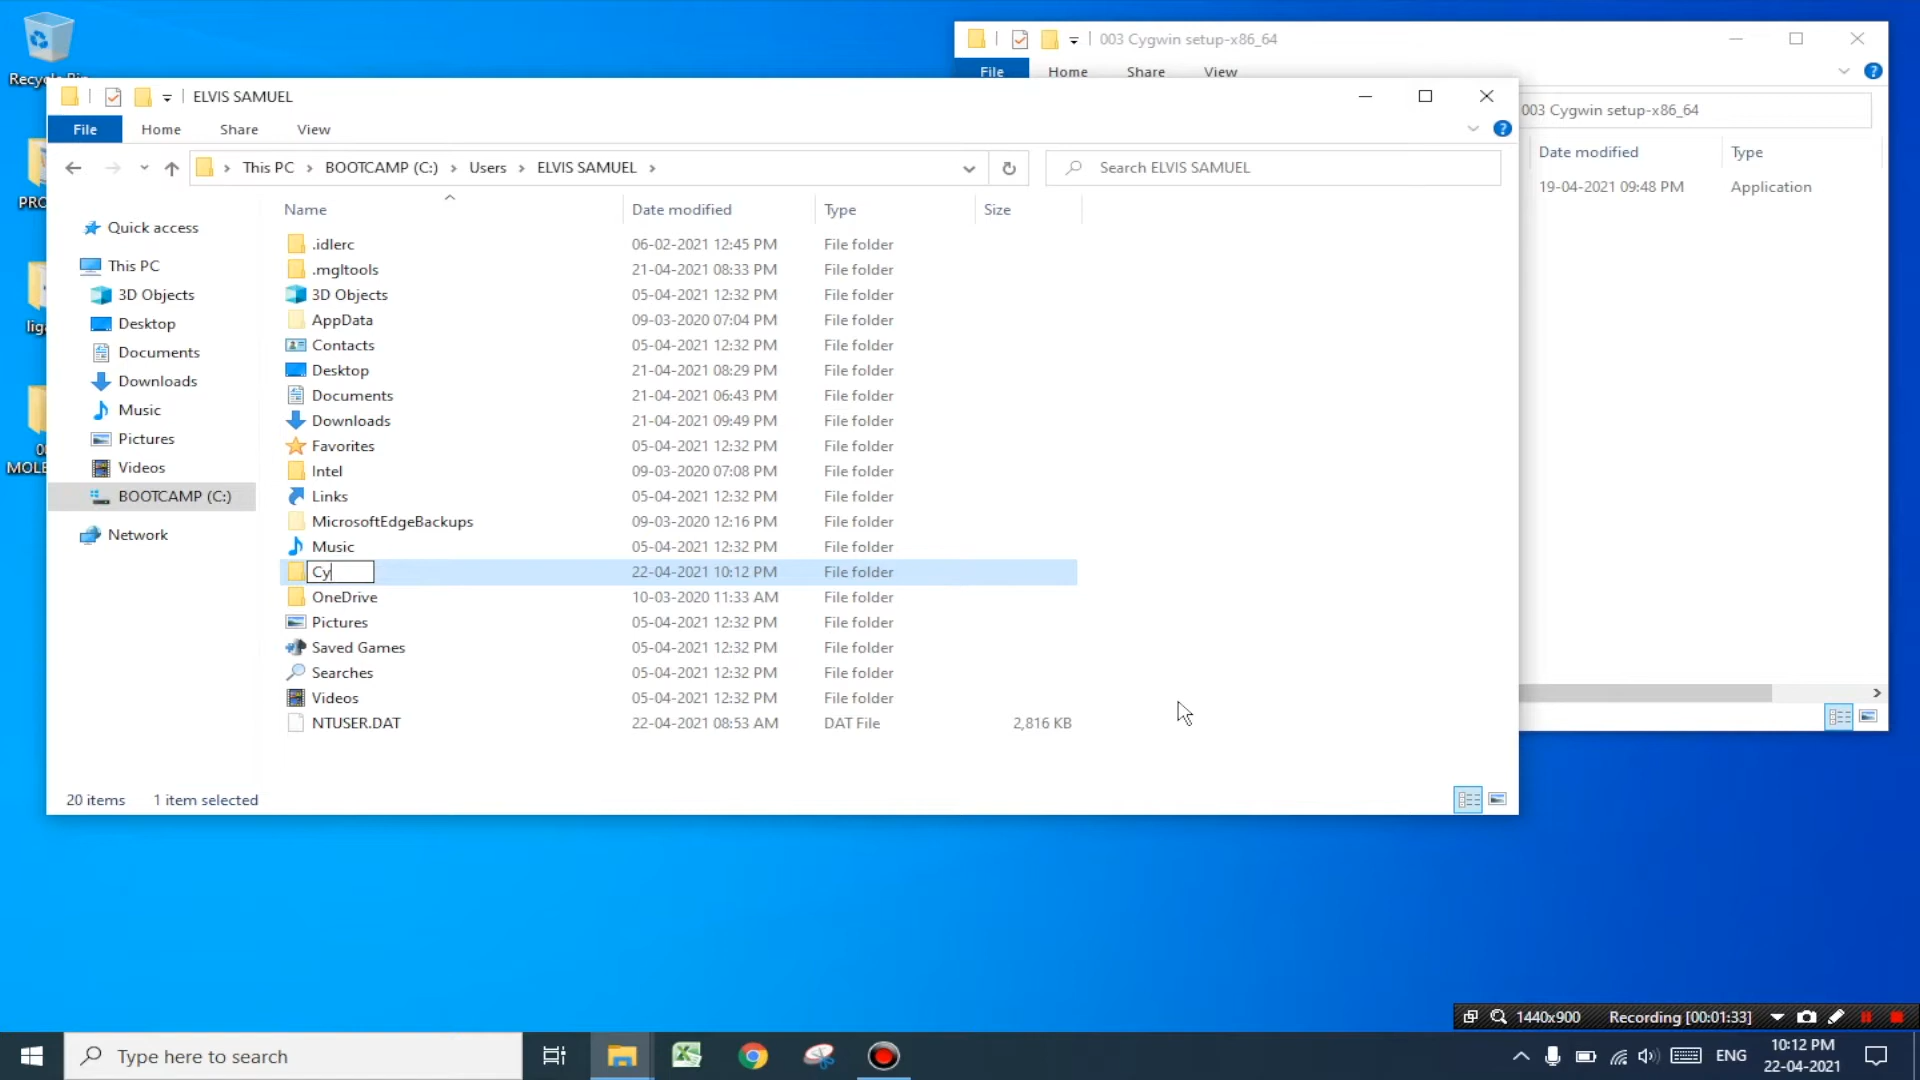 Recycle Bin
003 Cygwin setup-x86_64
File Home Share View
003 Cygwin setup-x86_64
Date modified Type
19-04-2021 09:48 PM Application
ELVIS SAMUEL
File Home Share View
This PC BOOTCAMP (C:) Users ELVIS SAMUEL
Search ELVIS SAMUEL
Quick access
This PC
3D Objects
Desktop
Documents
Downloads
Music
Pictures
Videos
BOOTCAMP (C:)
Network
Name Date modified Type Size
.idlerc 06-02-2021 12:45 PM File folder
.mgltools 21-04-2021 08:33 PM File folder
3D Objects 05-04-2021 12:32 PM File folder
AppData 09-03-2020 07:04 PM File folder
Contacts 05-04-2021 12:32 PM File folder
Desktop 21-04-2021 08:29 PM File folder
Documents 21-04-2021 06:43 PM File folder
Downloads 21-04-2021 09:49 PM File folder
Favorites 05-04-2021 12:32 PM File folder
Intel 09-03-2020 07:08 PM File folder
Links 05-04-2021 12:32 PM File folder
MicrosoftEdgeBackups 09-03-2020 12:16 PM File folder
Music 05-04-2021 12:32 PM File folder
Cy 22-04-2021 10:12 PM File folder
OneDrive 10-03-2020 11:33 AM File folder
Pictures 05-04-2021 12:32 PM File folder
Saved Games 05-04-2021 12:32 PM File folder
Searches 05-04-2021 12:32 PM File folder
Videos 05-04-2021 12:32 PM File folder
NTUSER.DAT 22-04-2021 08:53 AM DAT File 2,816 KB
20 items 1 item selected
1440x900 Recording [00:01:33]
Type here to search
ENG
10:12 PM
22-04-2021